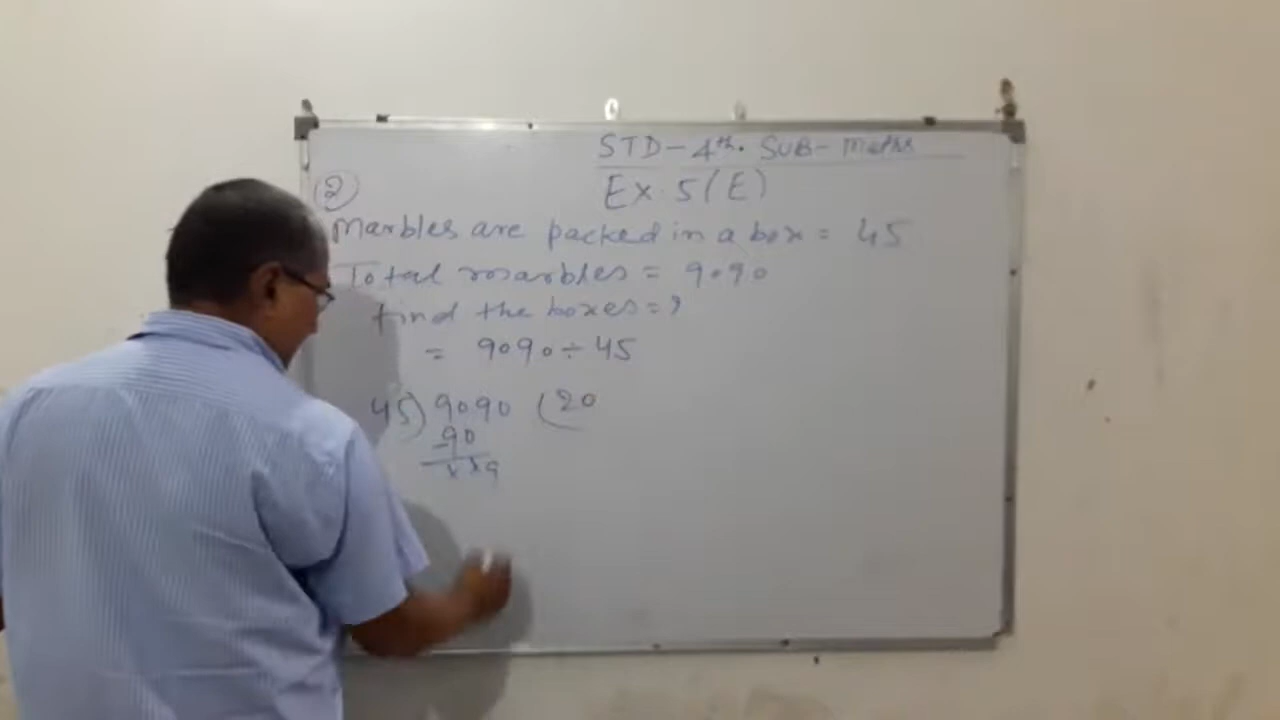 STD-4th. SUB- Maths
Ex. 5(E)
(2)
Marbles are packed in a box = 45
Total marbles = 9090
find the boxes = ?
= 9090 ÷ 45
45) 9090 (20
-90
xx9